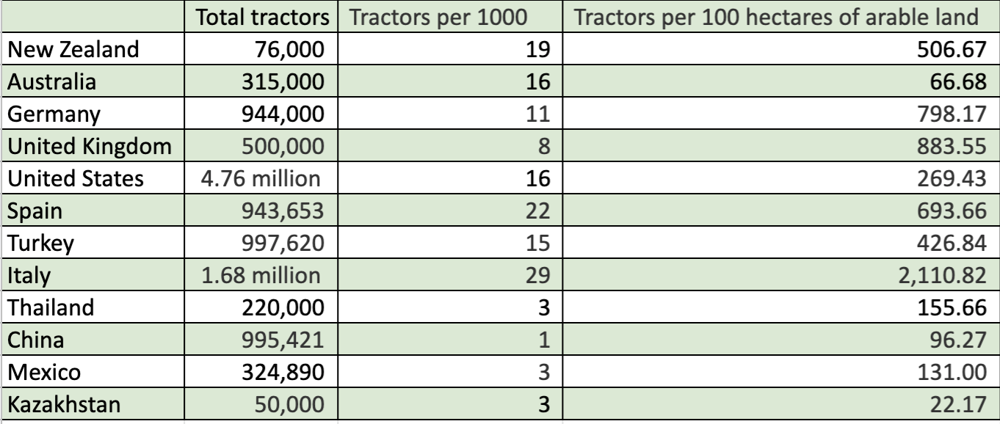 Total tractors Tractors per 1000 Tractors per 100 hectares of arable land
New Zealand 76,000 19 506.67
Australia 315,000 16 66.68
Germany 944,000 11 798.17
United Kingdom 500,000 8 883.55
United States 4.76 million 16 269.43
Spain 943,653 22 693.66
Turkey 997,620 15 426.84
Italy 1.68 million 29 2,110.82
Thailand 220,000 3 155.66
China 995,421 1 96.27
Mexico 324,890 3 131.00
Kazakhstan 50,000 3 22.17